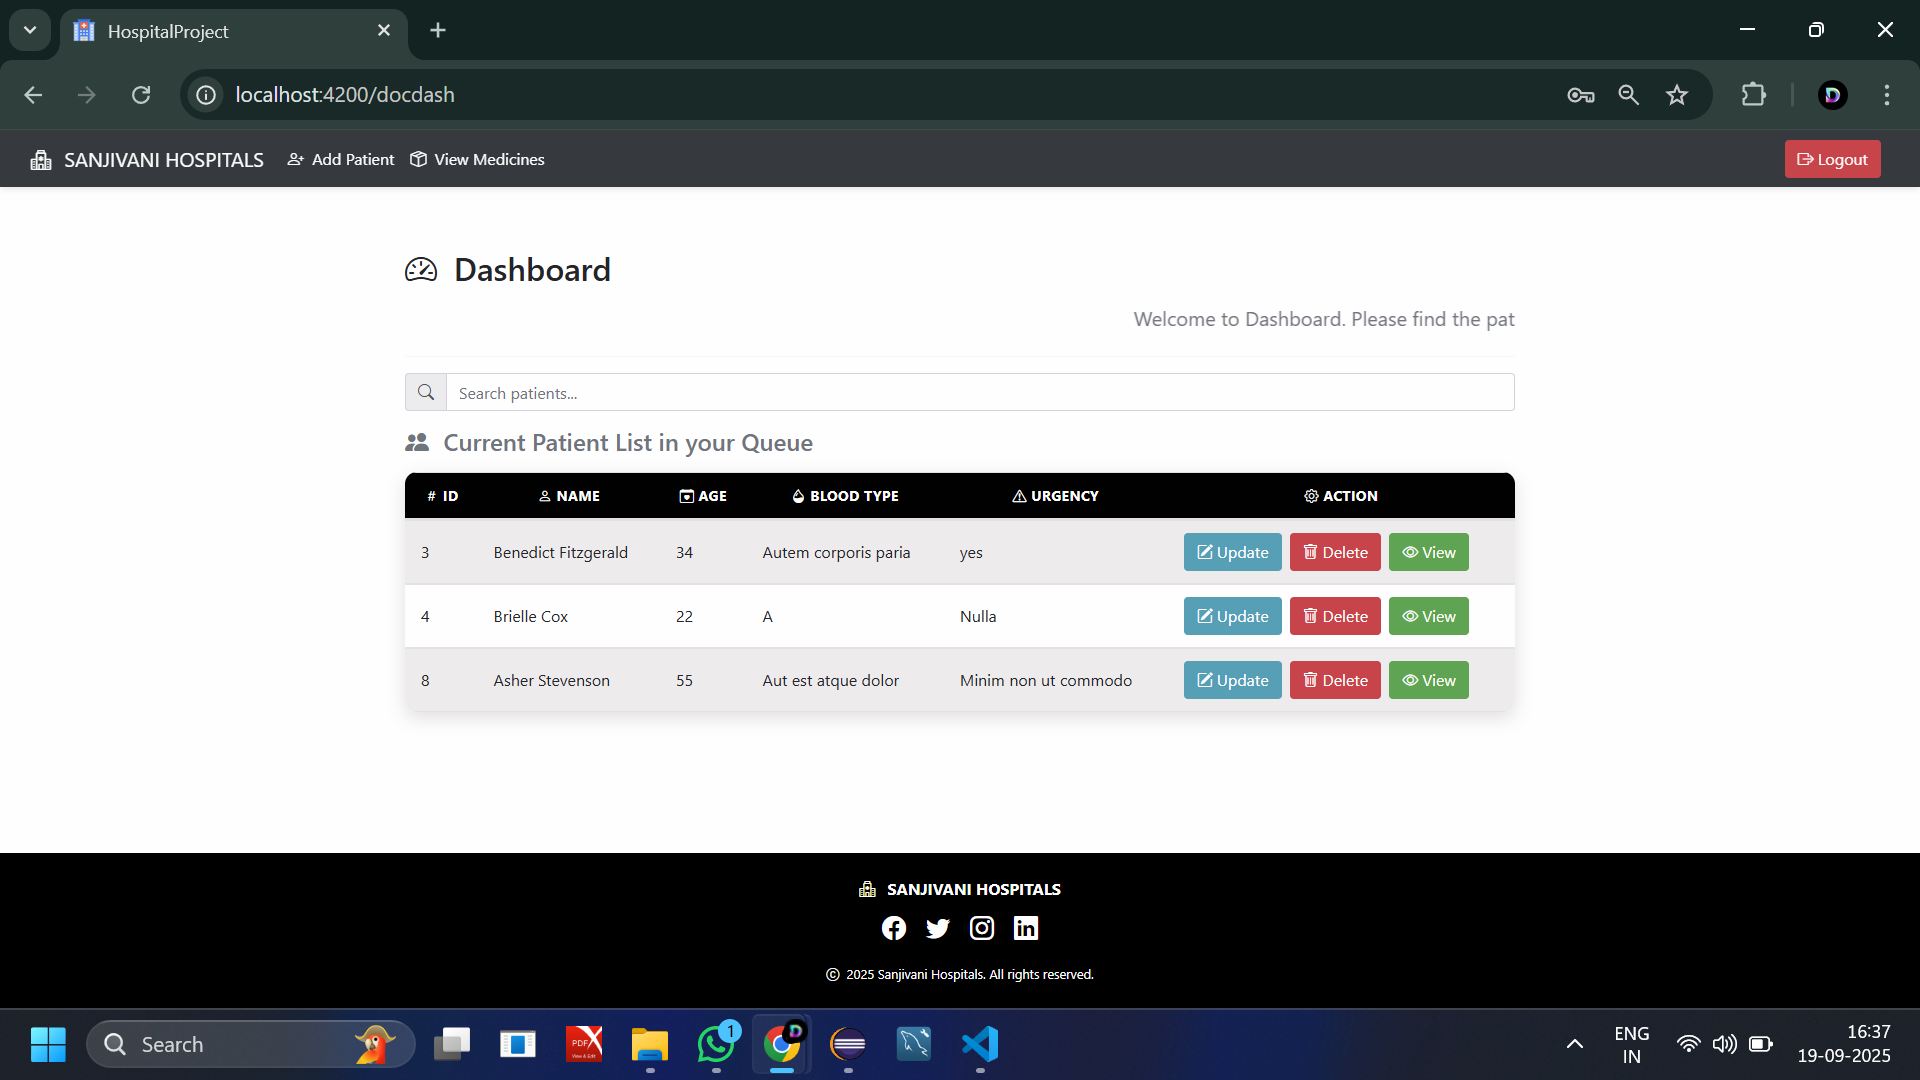 HospitalProject
localhost:4200/docdash
SANJIVANI HOSPITALS Add Patient View Medicines Logout
Dashboard
Welcome to Dashboard. Please find the pat
Search patients...
Current Patient List in your Queue
# ID NAME AGE BLOOD TYPE URGENCY ACTION
3 Benedict Fitzgerald 34 Autem corporis paria yes Update Delete View
4 Brielle Cox 22 A Nulla Update Delete View
8 Asher Stevenson 55 Aut est atque dolor Minim non ut commodo Update Delete View
SANJIVANI HOSPITALS
© 2025 Sanjivani Hospitals. All rights reserved.
Search
PDF X
View & Edit
1
D
ENG
IN
16:37
19-09-2025